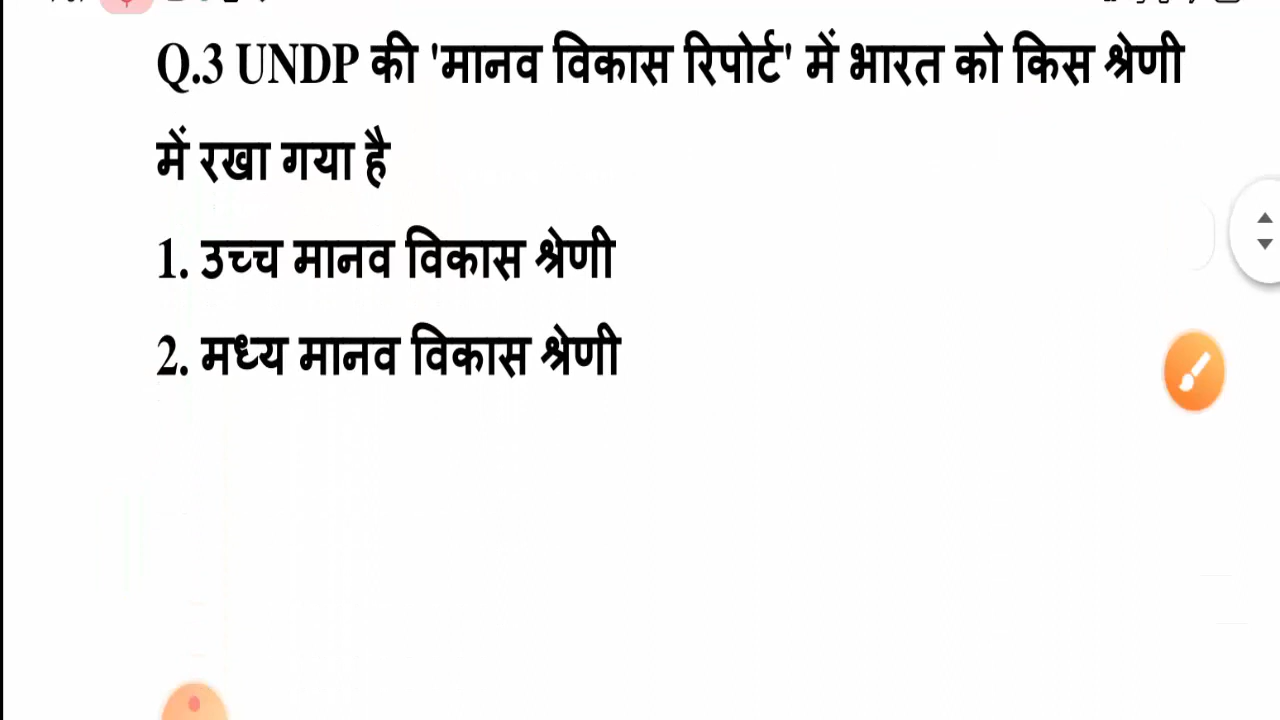 Q.3 UNDP की 'मानव विकास रिपोर्ट' में भारत को किस श्रेणी
में रखा गया है
1. उच्च मानव विकास श्रेणी
2. मध्य मानव विकास श्रेणी